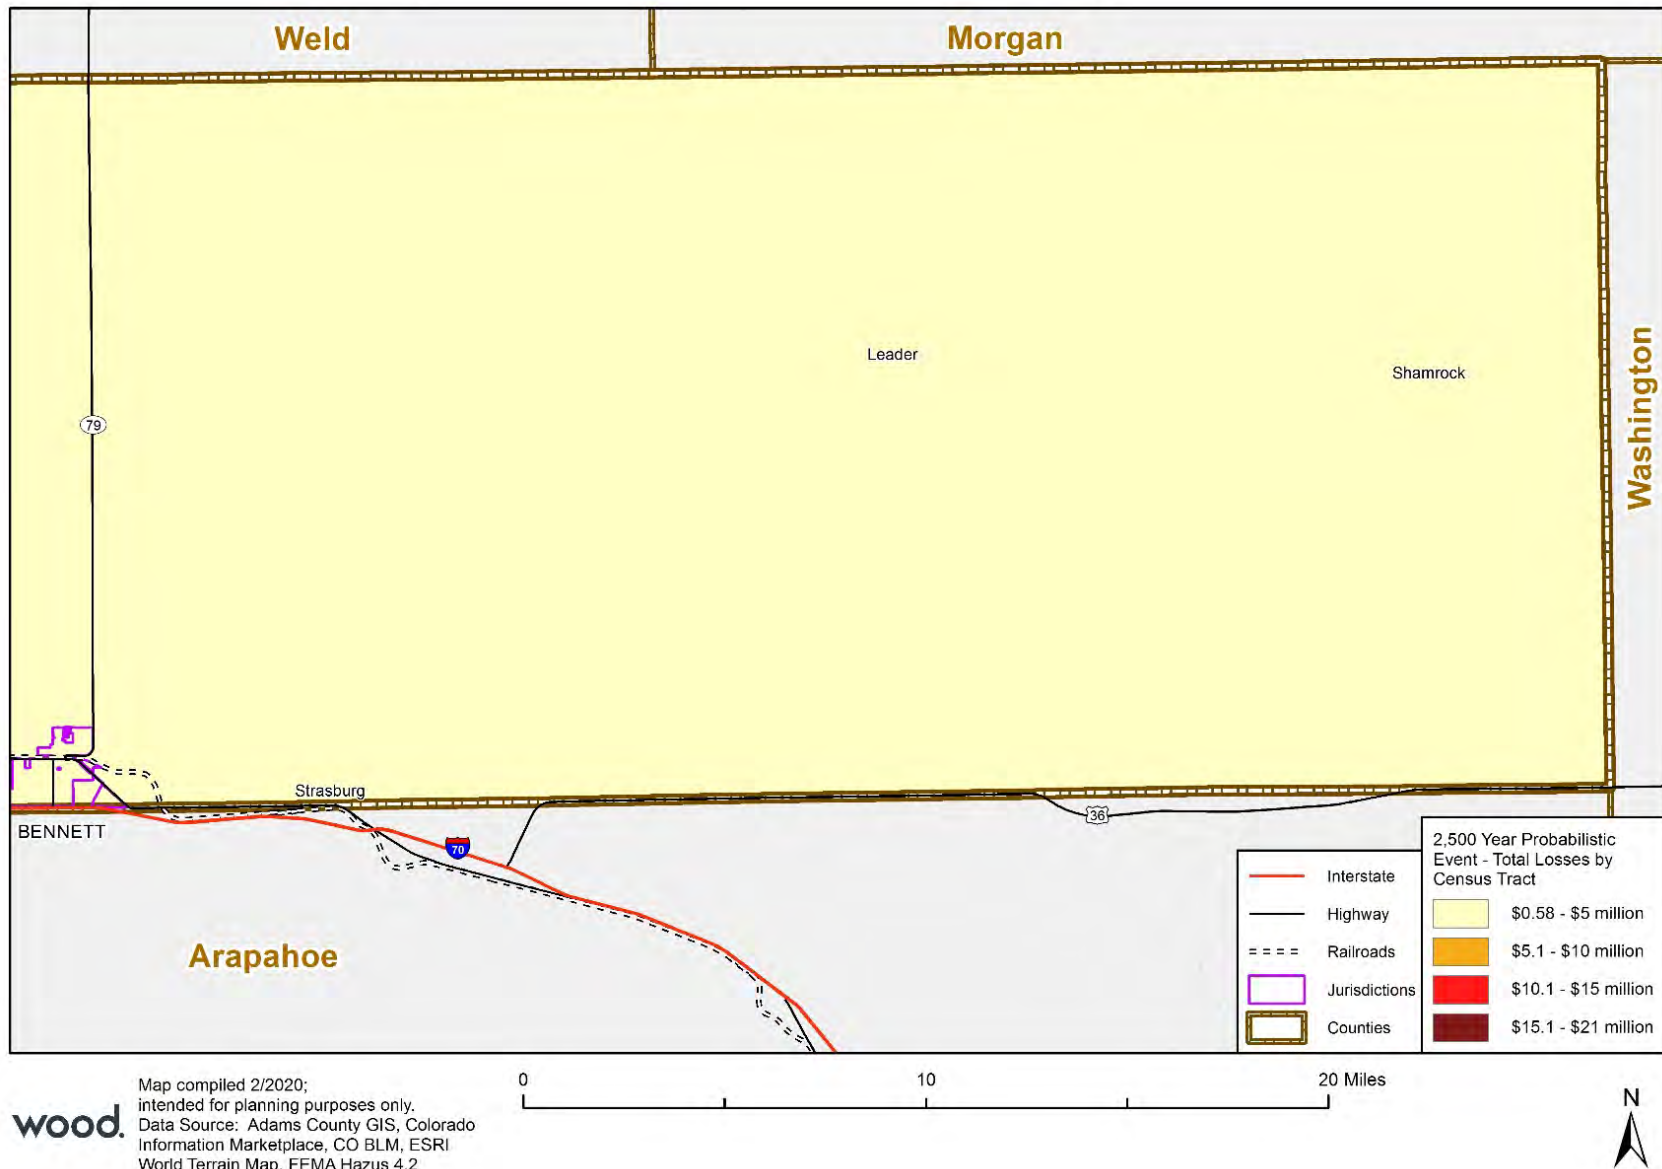 Weld
Morgan
Leader
Shamrock
Washington
79
Strasburg
BENNETT
36
70
Arapahoe
Interstate
Highway
Railroads
Jurisdictions
Counties
2,500 Year Probabilistic
Event - Total Losses by
Census Tract
$0.58 - $5 million
$5.1 - $10 million
$10.1 - $15 million
$15.1 - $21 million
0 10 20 Miles
N
wood.
Map compiled 2/2020;
intended for planning purposes only.
Data Source: Adams County GIS, Colorado
Information Marketplace, CO BLM, ESRI
World Terrain Map, FEMA Hazus 4.2